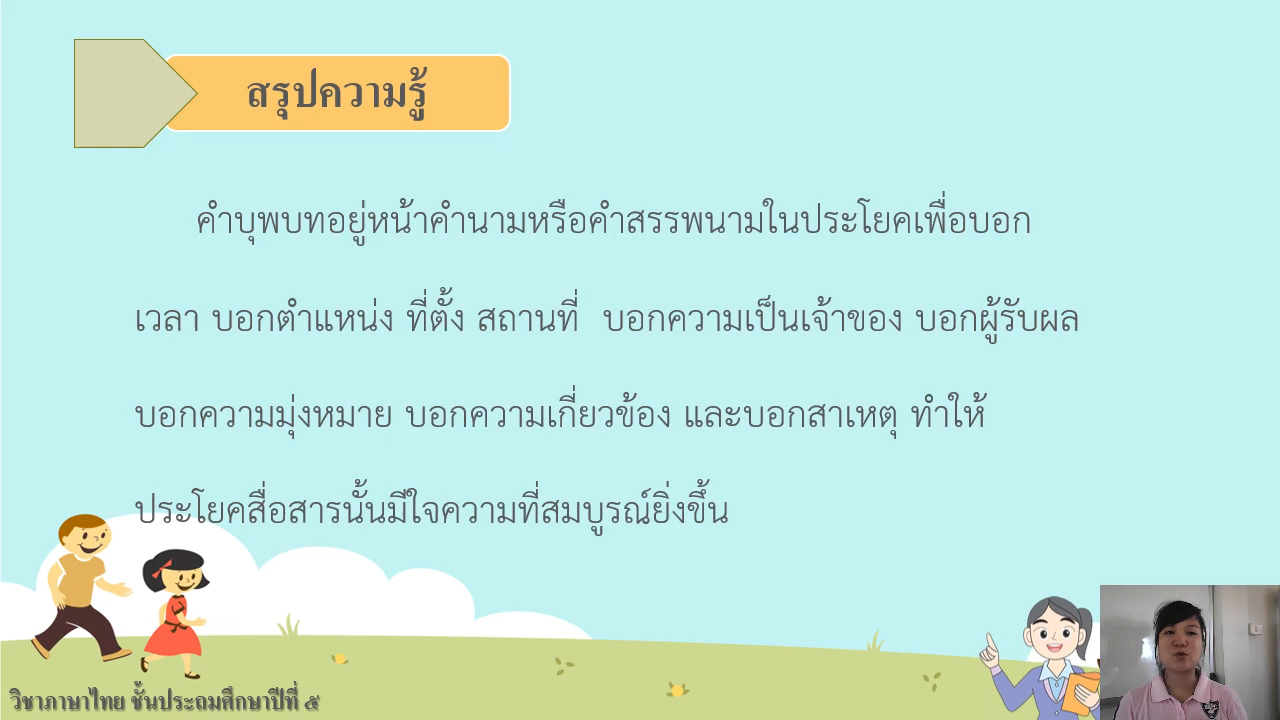 สรุปความรู้
คำบุพบทอยู่หน้าคำนามหรือคำสรรพนามในประโยคเพื่อบอก
เวลา บอกตำแหน่ง ที่ตั้ง สถานที่ บอกความเป็นเจ้าของ บอกผู้รับผล
บอกความมุ่งหมาย บอกความเกี่ยวข้อง และบอกสาเหตุ ทำให้
ประโยคสื่อสารนั้นมีใจความที่สมบูรณ์ยิ่งขึ้น
วิชาภาษาไทย ชั้นประถมศึกษาปีที่ ๕